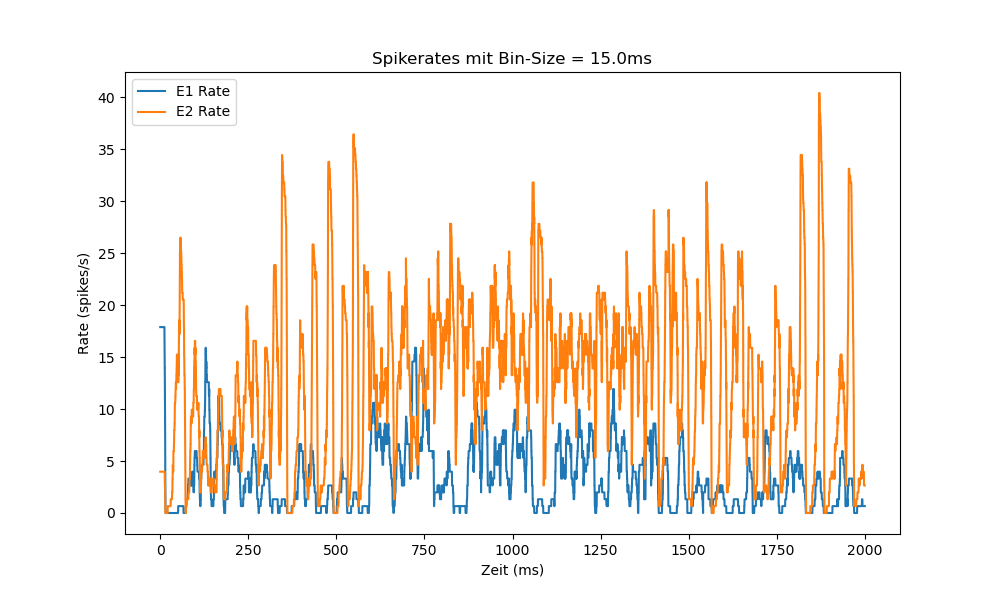 Spikerates mit Bin-Size = 15.0ms
E1 Rate
E2 Rate
40
35
30
25
20
15
10
5
0
Rate (spikes/s)
0 250 500 750 1000 1250 1500 1750 2000
Zeit (ms)